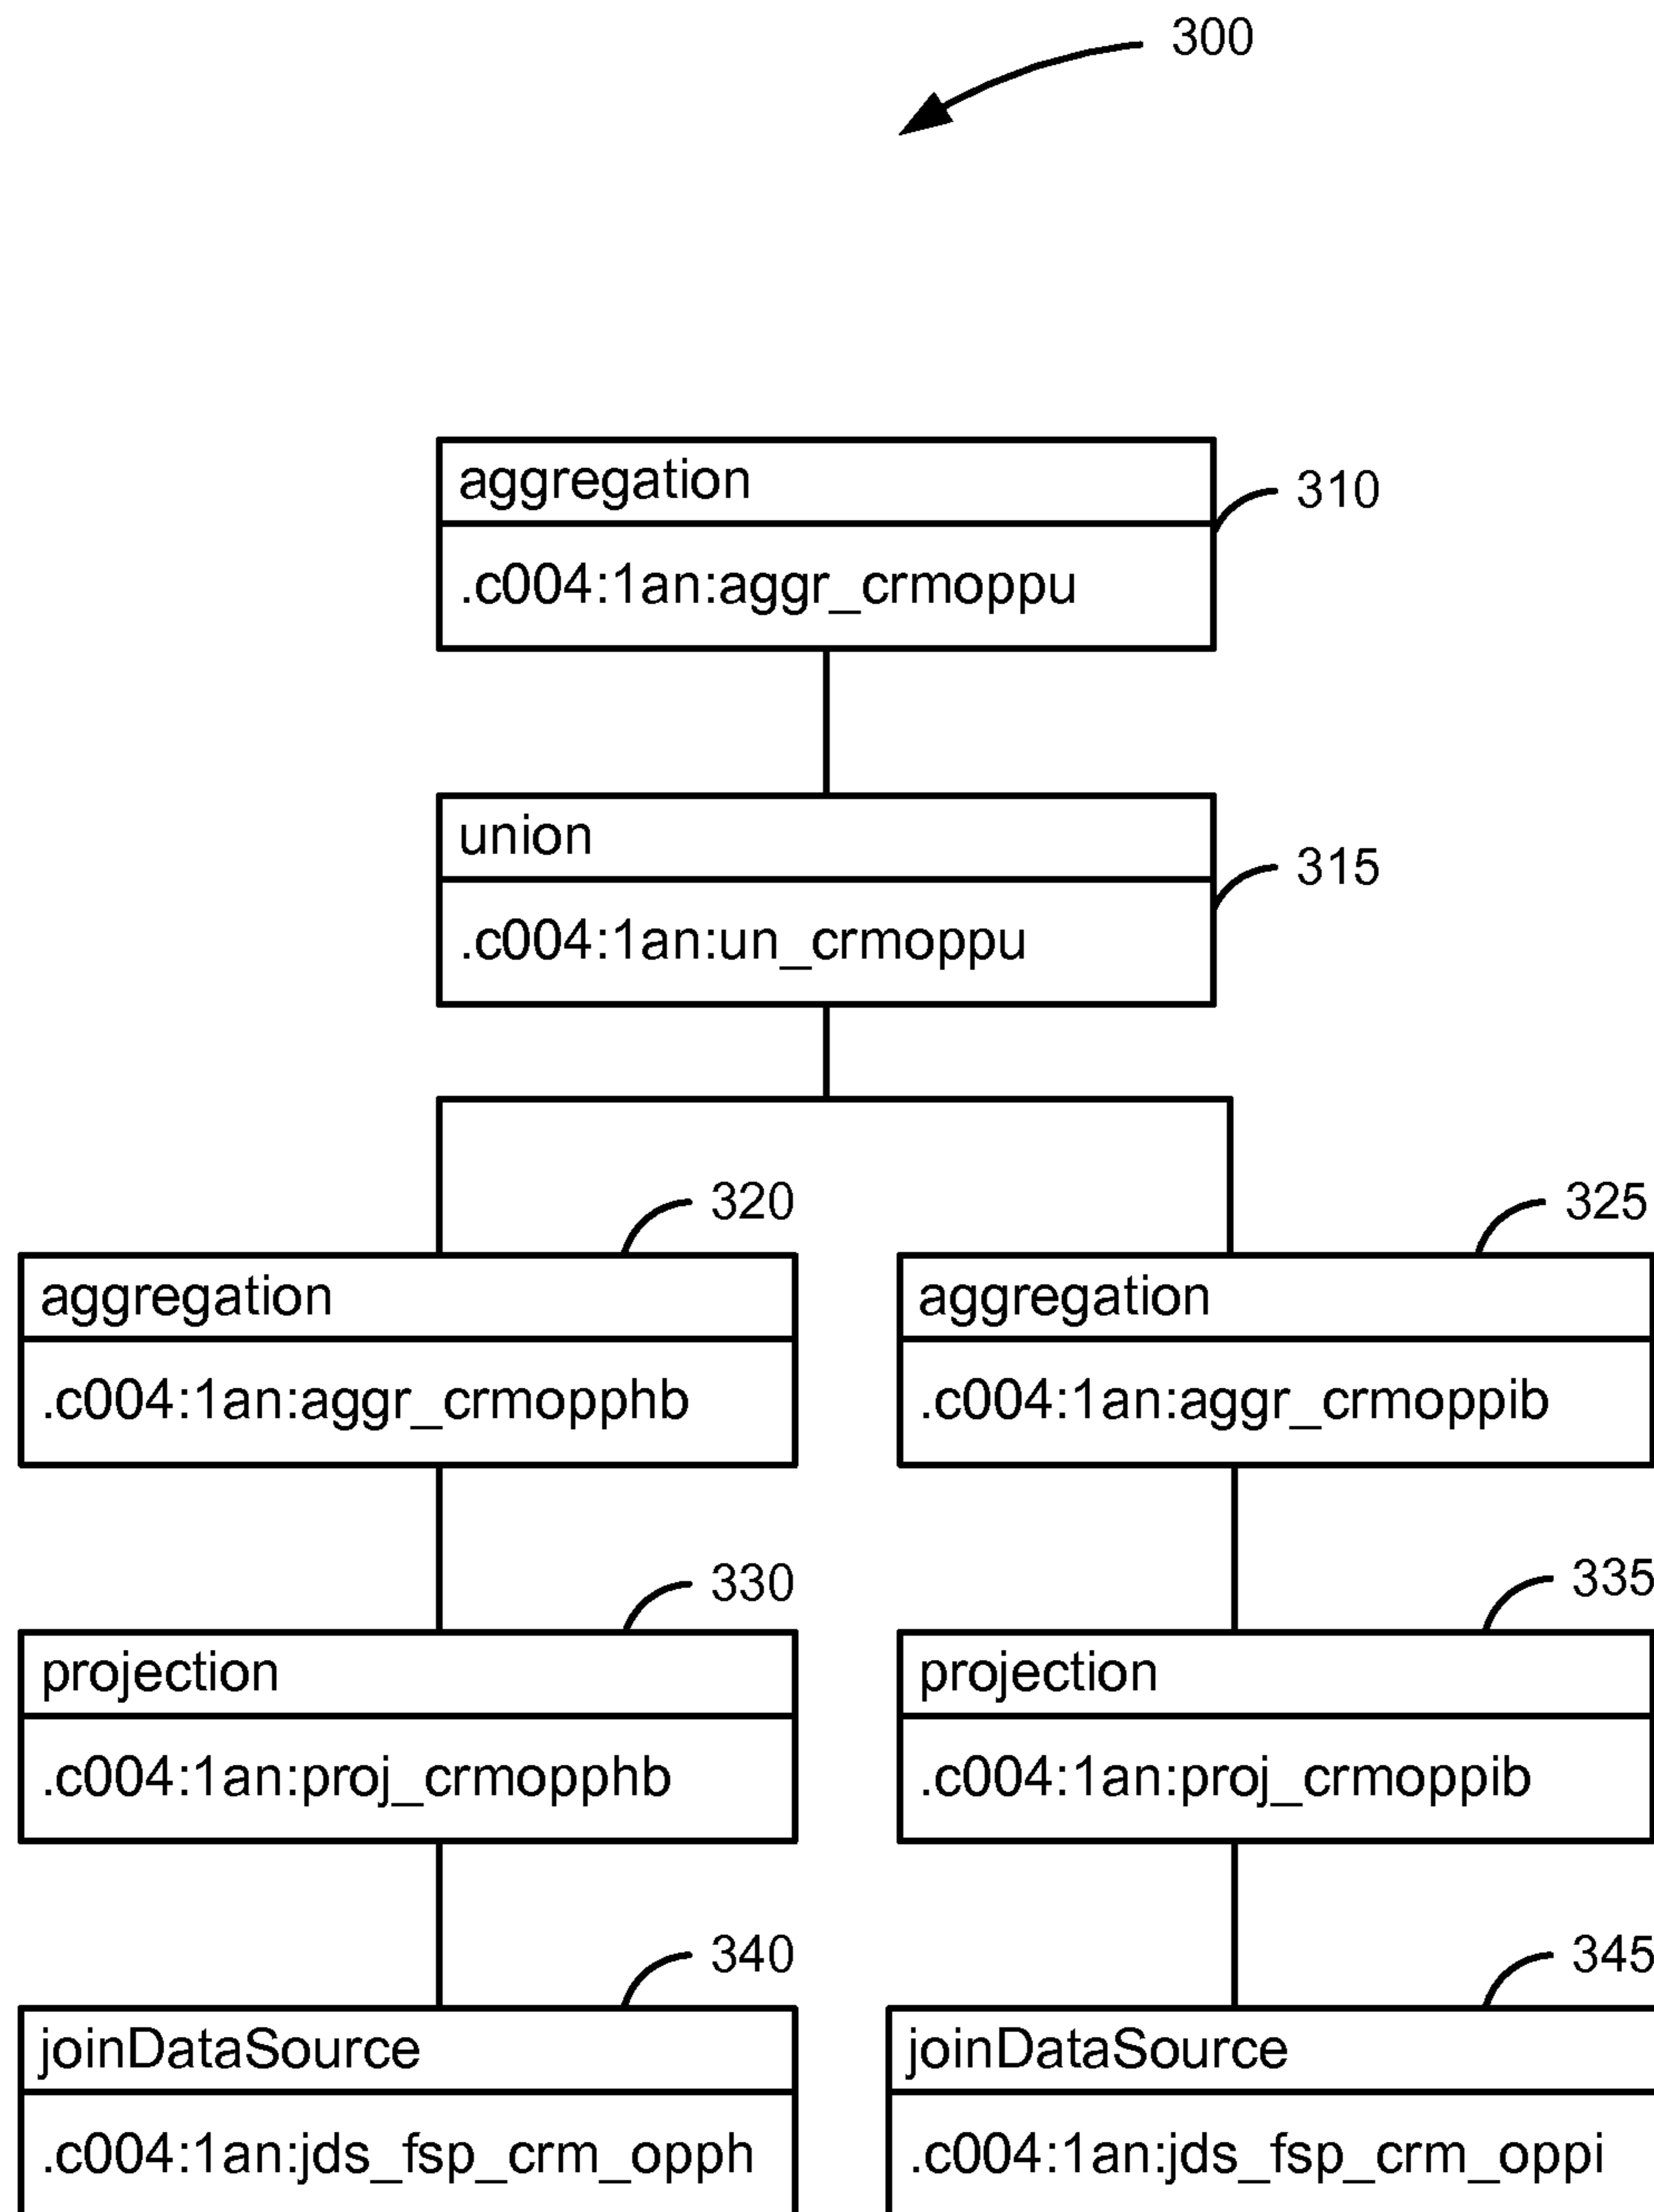 300
aggregation
310
.c004:1an:aggr_crmoppu
union
315
.c004:1an:un_crmoppu
320
325
aggregation
aggregation
.c004:1an:aggr_crmopphb
.c004:1an:aggr_crmoppib
330
335
projection
projection
.c004:1an:proj_crmopphb
.c004:1an:proj_crmoppib
340
345
joinDataSource
joinDataSource
.c004:1an:jds_fsp_crm_opph
.c004:1an:jds_fsp_crm_oppi